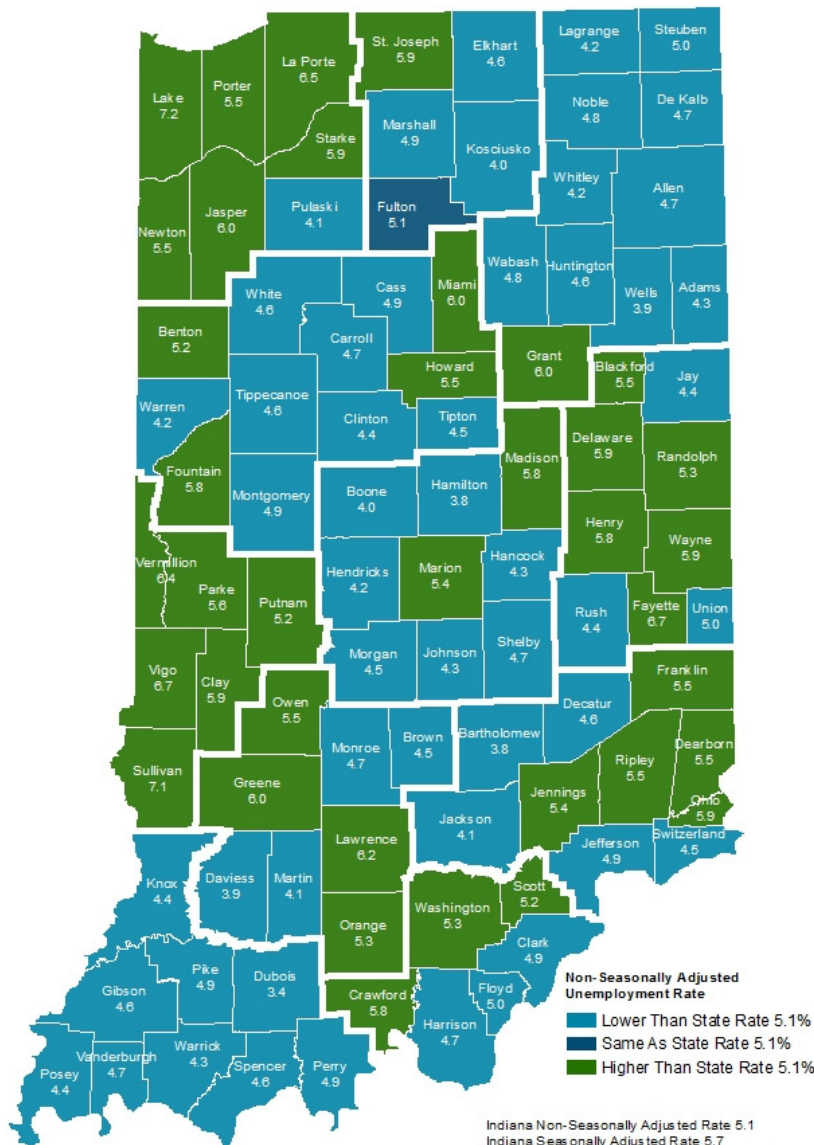 Lagrange
4.2
Steuben
5.0
St. Joseph
5.9
Elkhart
4.6
La Porte
6.5
Porter
5.5
Lake
7.2
Noble
4.8
De Kalb
4.7
Marshall
4.9
Starke
5.9
Kosciusko
4.0
Whitley
4.2
Allen
4.7
Jasper
6.0
Pulaski
4.1
Fulton
5.1
Newton
5.5
Wabash
4.8
Huntington
4.6
Wells
3.9
Adams
4.3
White
4.6
Cass
4.9
Miami
6.0
Benton
5.2
Carroll
4.7
Howard
5.5
Grant
6.0
Blackford
5.5
Jay
4.4
Warren
4.2
Tippecanoe
4.6
Clinton
4.4
Tipton
4.5
Delaware
5.9
Randolph
5.3
Fountain
5.8
Madison
5.8
Montgomery
4.9
Boone
4.0
Hamilton
3.8
Henry
5.8
Wayne
5.9
Vermillion
6.4
Parke
5.6
Putnam
5.2
Hendricks
4.2
Marion
5.4
Hancock
4.3
Rush
4.4
Fayette
6.7
Union
5.0
Vigo
6.7
Clay
5.9
Morgan
4.5
Johnson
4.3
Shelby
4.7
Franklin
5.5
Owen
5.5
Decatur
4.6
Sullivan
7.1
Greene
6.0
Monroe
4.7
Brown
4.5
Bartholomew
3.8
Ripley
5.5
Dearborn
5.5
Jennings
5.4
Ohio
5.9
Jackson
4.1
Lawrence
6.2
Jefferson
4.9
Switzerland
4.5
Knox
4.4
Daviess
3.9
Martin
4.1
Orange
5.3
Washington
5.3
Scott
5.2
Clark
4.9
Gibson
4.6
Pike
4.9
Dubois
3.4
Crawford
5.8
Harrison
4.7
Floyd
5.0
Posey
4.4
Vanderburgh
4.7
Warrick
4.3
Spencer
4.6
Perry
4.9
Non-Seasonally Adjusted
Unemployment Rate
Lower Than State Rate 5.1%
Same As State Rate 5.1%
Higher Than State Rate 5.1%
Indiana Non-Seasonally Adjusted Rate 5.1
Indiana Seasonally Adjusted Rate 5.7